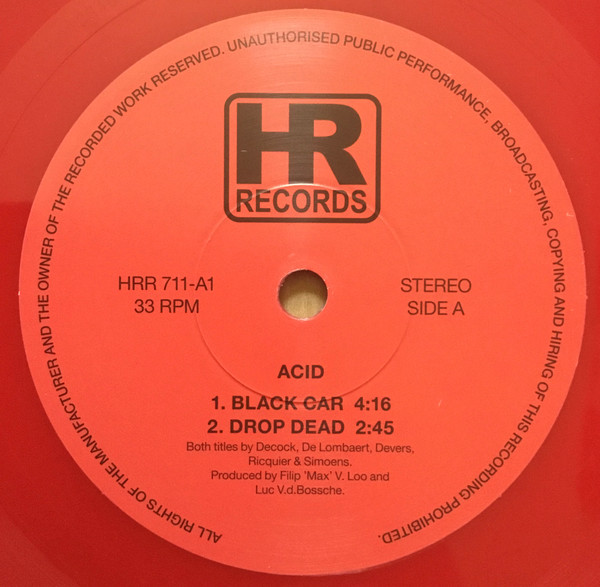 ALL RIGHTS OF THE MANUFACTURER AND THE OWNER OF THE RECORDED WORK RESERVED. UNAUTHORISED PUBLIC PERFORMANCE, BROADCASTING, COPYING AND HIRING OF THIS RECORDING PROHIBITED.
HR
RECORDS
HRR 711-A1
33 RPM
STEREO
SIDE A
ACID
1. BLACK CAR 4:16
2. DROP DEAD 2:45
Both titles by Decock, De Lombaert, Devers,
Ricquier & Simoens.
Produced by Filip 'Max' V. Loo and
Luc V.d.Bossche.